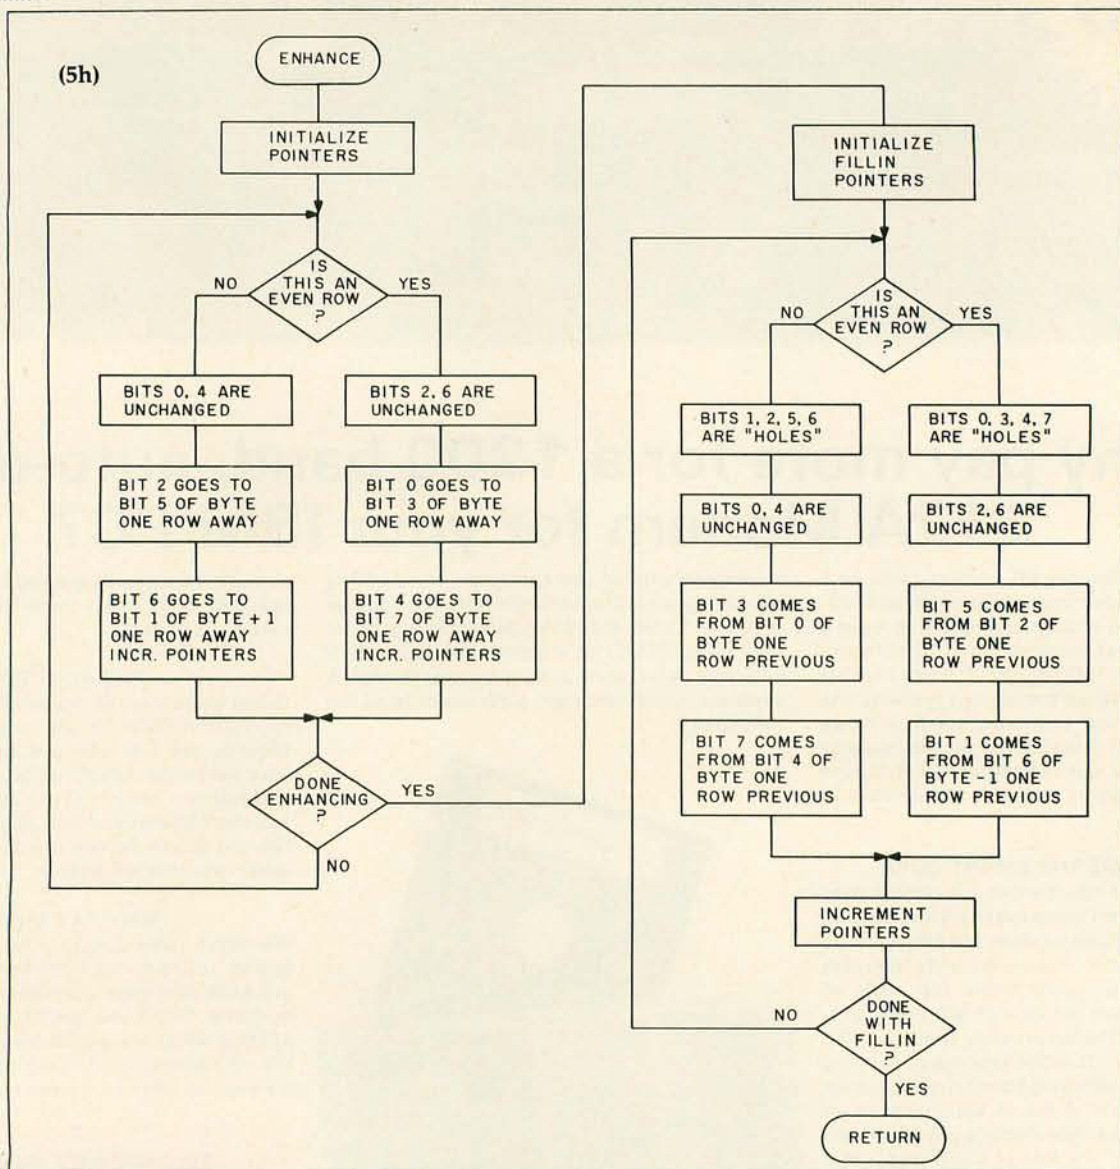 (5h)
ENHANCE
INITIALIZE
POINTERS
IS
THIS AN
EVEN ROW
?
NO
YES
BITS 0, 4 ARE
UNCHANGED
BITS 2, 6 ARE
UNCHANGED
BIT 2 GOES TO
BIT 5 OF BYTE
ONE ROW AWAY
BIT 0 GOES TO
BIT 3 OF BYTE
ONE ROW AWAY
BIT 6 GOES TO
BIT 1 OF BYTE + 1
ONE ROW AWAY
INCR. POINTERS
BIT 4 GOES TO
BIT 7 OF BYTE
ONE ROW AWAY
INCR. POINTERS
DONE
ENHANCING
?
YES
NO
INITIALIZE
FILLIN
POINTERS
IS
THIS AN
EVEN ROW
?
NO
YES
BITS 1, 2, 5, 6
ARE "HOLES"
BITS 0, 3, 4, 7
ARE "HOLES"
BITS 0, 4 ARE
UNCHANGED
BITS 2, 6 ARE
UNCHANGED
BIT 3 COMES
FROM BIT 0 OF
BYTE ONE
ROW PREVIOUS
BIT 5 COMES
FROM BIT 2 OF
BYTE ONE
ROW PREVIOUS
BIT 7 COMES
FROM BIT 4 OF
BYTE ONE
ROW PREVIOUS
BIT 1 COMES
FROM BIT 6 OF
BYTE - 1 ONE
ROW PREVIOUS
INCREMENT
POINTERS
DONE
WITH
FILLIN
?
NO
YES
RETURN